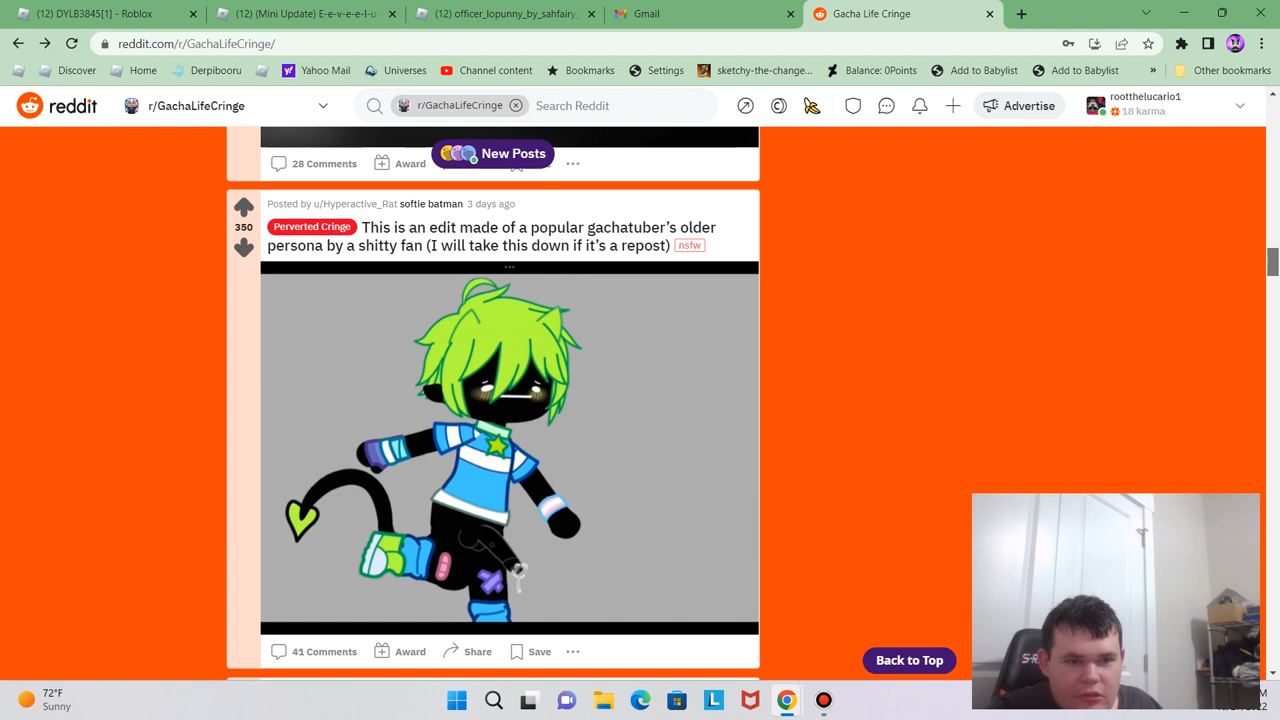 (12) DYLB3845[1] - Roblox
(12) (Mini Update) E-e-v-e-e-l-u-
(12) officer_lopunny_by_sahfairy_
Gmail
Gacha Life Cringe
reddit.com/r/GachaLifeCringe/
Discover
Home
Derpibooru
Yahoo Mail
Universes
Channel content
Bookmarks
Settings
sketchy-the-change...
Balance: 0Points
Add to Babylist
Add to Babylist
»
Other bookmarks
reddit
r/GachaLifeCringe
r/GachaLifeCringe
Search Reddit
Advertise
rootthelucario1
18 karma
28 Comments
Award
New Posts
Posted by u/Hyperactive_Rat softie batman 3 days ago
350
Perverted Cringe This is an edit made of a popular gachatuber's older
persona by a shitty fan (I will take this down if it's a repost) nsfw
41 Comments
Award
Share
Save
Back to Top
72°F
Sunny